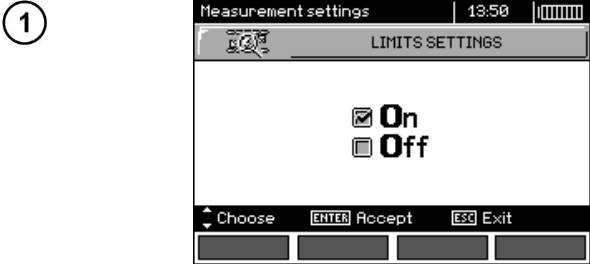 1
Measurement settings 13:50
LIMITS SETTINGS
On
Off
Choose ENTER Accept ESC Exit